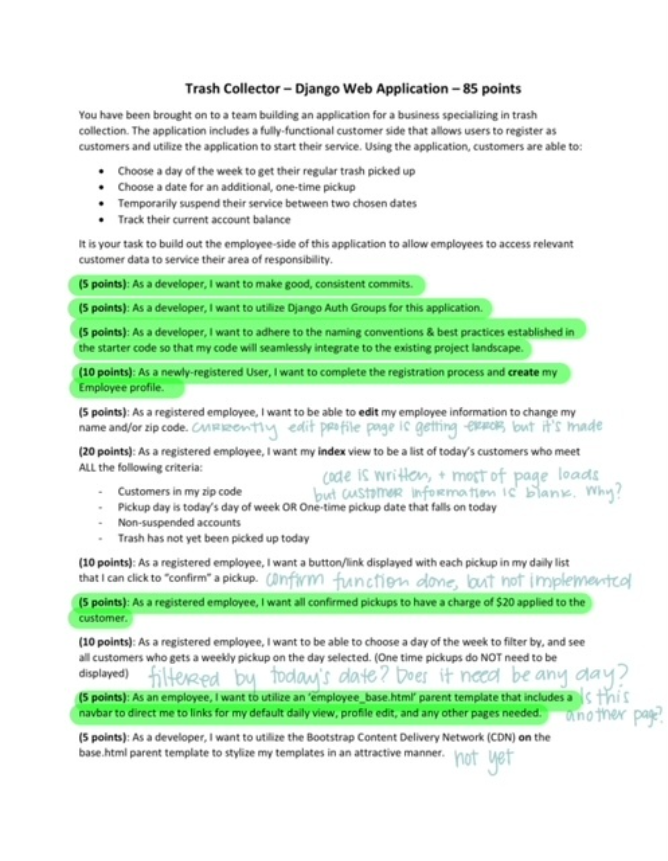 Trash Collector – Django Web Application – 85 points
You have been brought on to a team building an application for a business specializing in trash
collection. The application includes a fully-functional customer side that allows users to register as
customers and utilize the application to start their service. Using the application, customers are able to:
• Choose a day of the week to get their regular trash picked up
• Choose a date for an additional, one-time pickup
• Temporarily suspend their service between two chosen dates
• Track their current account balance
It is your task to build out the employee-side of this application to allow employees to access relevant
customer data to service their area of responsibility.
(5 points): As a developer, I want to make good, consistent commits.
(5 points): As a developer, I want to utilize Django Auth Groups for this application.
(5 points): As a developer, I want to adhere to the naming conventions & best practices established in
the starter code so that my code will seamlessly integrate to the existing project landscape.
(10 points): As a newly-registered User, I want to complete the registration process and create my
Employee profile.
(5 points): As a registered employee, I want to be able to edit my employee information to change my
name and/or zip code. currently edit profile page is getting error, but it's made
(20 points): As a registered employee, I want my index view to be a list of today's customers who meet
ALL the following criteria:
code is written, + most of page loads
but customer information is blank. Why?
- Customers in my zip code
- Pickup day is today's day of week OR One-time pickup date that falls on today
- Non-suspended accounts
- Trash has not yet been picked up today
(10 points): As a registered employee, I want a button/link displayed with each pickup in my daily list
that I can click to "confirm" a pickup. confirm function done, but not implemented
(5 points): As a registered employee, I want all confirmed pickups to have a charge of $20 applied to the
customer.
(10 points): As a registered employee, I want to be able to choose a day of the week to filter by, and see
all customers who gets a weekly pickup on the day selected. (One time pickups do NOT need to be
displayed) filtered by today's date? Does it need be any day?
(5 points): As an employee, I want to utilize an 'employee_base.html' parent template that includes a
navbar to direct me to links for my default daily view, profile edit, and any other pages needed.
Is this
another page?
(5 points): As a developer, I want to utilize the Bootstrap Content Delivery Network (CDN) on the
base.html parent template to stylize my templates in an attractive manner. not yet